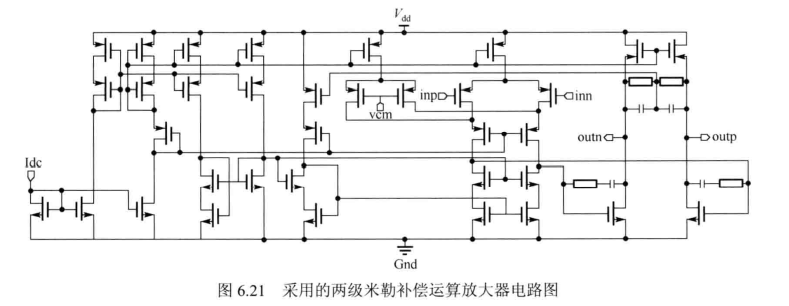 Vdd
inp
inn
vcm
outn
outp
Idc
Gnd
图 6.21 采用的两级米勒补偿运算放大器电路图